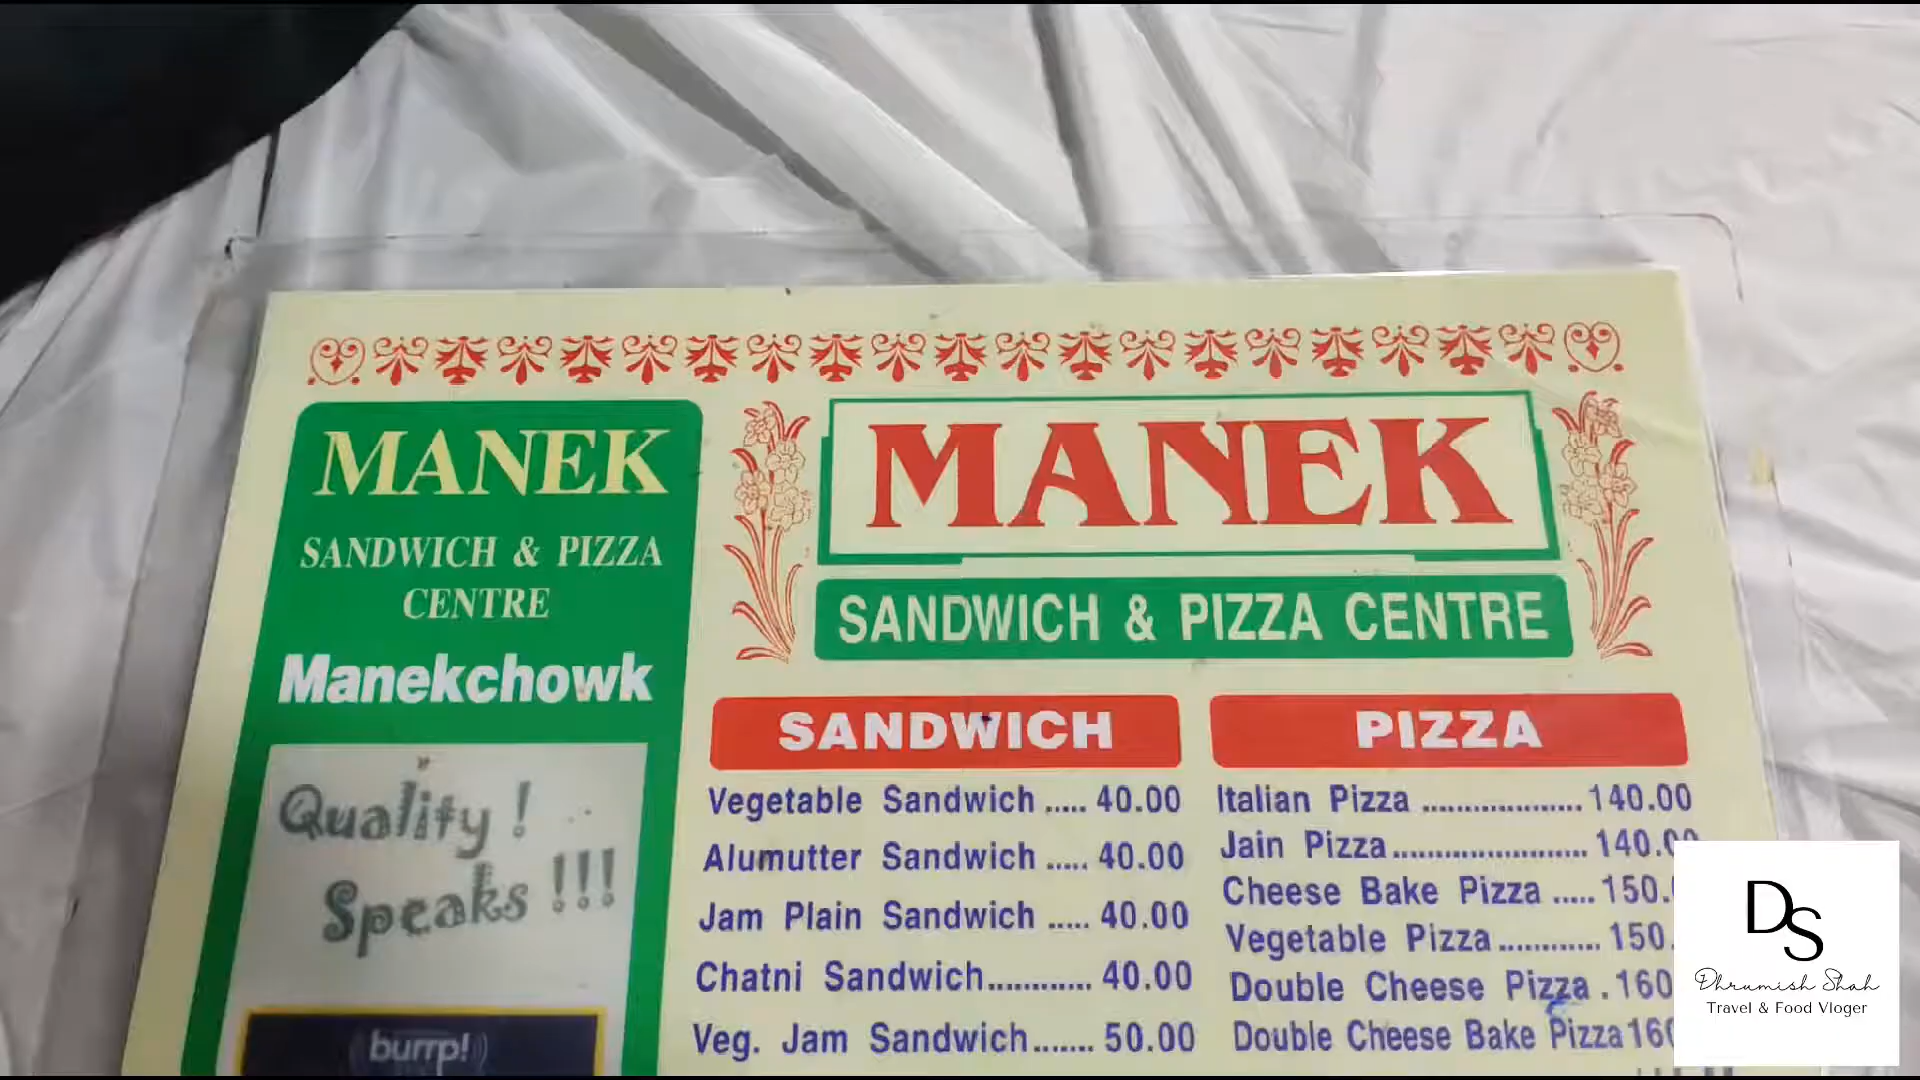 MANEK
SANDWICH & PIZZA
CENTRE
Manekchowk
Quality !
Speaks !!!
burrp!
MANEK
SANDWICH & PIZZA CENTRE
SANDWICH
Vegetable Sandwich ..... 40.00
Alumutter Sandwich ..... 40.00
Jam Plain Sandwich ..... 40.00
Chatni Sandwich............ 40.00
Veg. Jam Sandwich....... 50.00
PIZZA
Italian Pizza ....................140.00
Jain Pizza........................ 140.00
Cheese Bake Pizza ..... 150.
Vegetable Pizza............ 150.
Double Cheese Pizza . 160
Double Cheese Bake Pizza 160
DS
Dhrumish Shah
Travel & Food Vloger